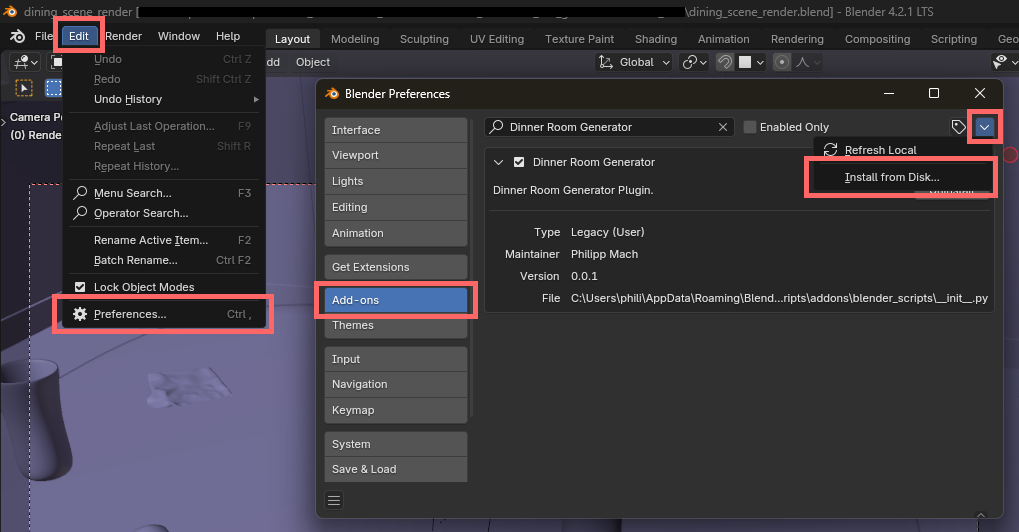 dining_scene_render [
\dining_scene_render.blend] - Blender 4.2.1 LTS
File Edit Render Window Help
Layout Modeling Sculpting UV Editing Texture Paint Shading Animation Rendering Compositing Scripting Geo
dd Object
Global
Undo Ctrl Z
Redo Shift Ctrl Z
Undo History
Adjust Last Operation... F9
Repeat Last Shift R
Repeat History...
Menu Search... F3
Operator Search...
Rename Active Item... F2
Batch Rename... Ctrl F2
Lock Object Modes
Preferences... Ctrl ,
Camera Pe
(0) Rende
Blender Preferences
Interface
Viewport
Lights
Editing
Animation
Get Extensions
Add-ons
Themes
Input
Navigation
Keymap
System
Save & Load
Dinner Room Generator
Enabled Only
Refresh Local
Install from Disk...
Uninstall
Dinner Room Generator
Dinner Room Generator Plugin.
Type Legacy (User)
Maintainer Philipp Mach
Version 0.0.1
File C:\Users\phili\AppData\Roaming\Blend...ripts\addons\blender_scripts\__init__.py